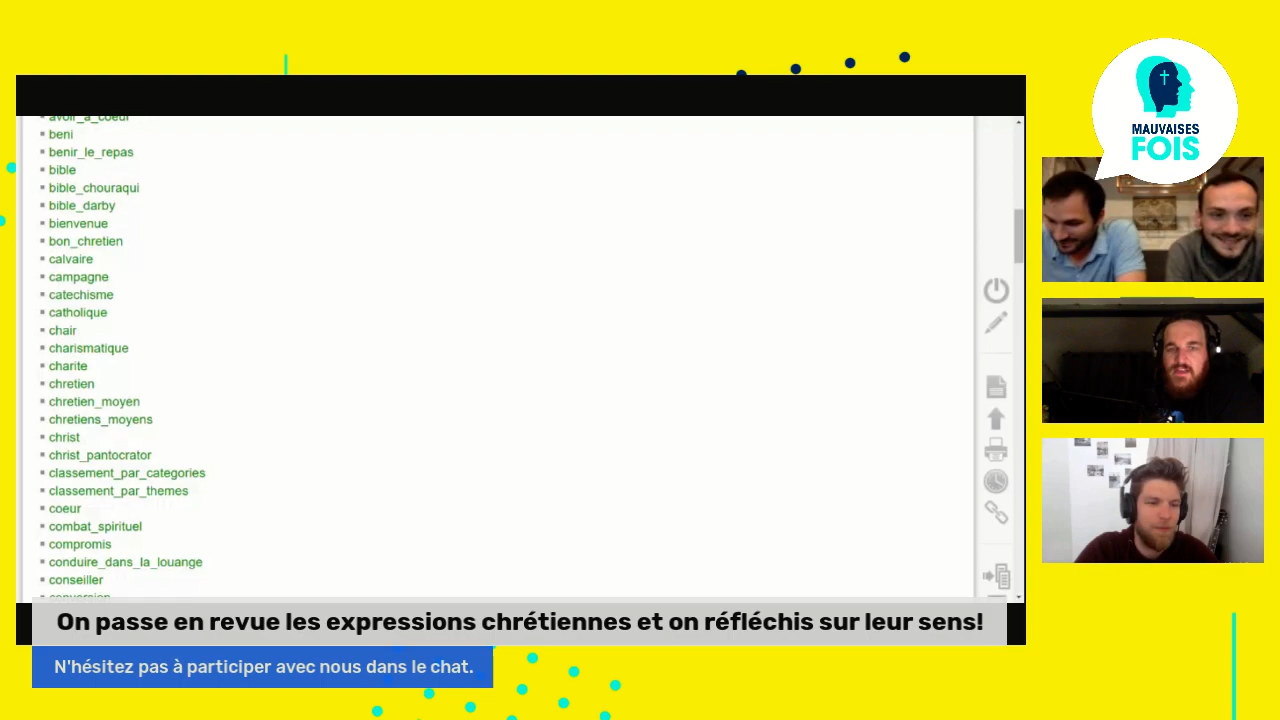 avoir_a_coeur
beni
benir_le_repas
bible
bible_chouraqui
bible_darby
bienvenue
bon_chretien
calvaire
campagne
catechisme
catholique
chair
charismatique
charite
chretien
chretien_moyen
chretiens_moyens
christ
christ_pantocrator
classement_par_categories
classement_par_themes
coeur
combat_spirituel
compromis
conduire_dans_la_louange
conseiller
conversion
On passe en revue les expressions chrétiennes et on réfléchis sur leur sens!
N'hésitez pas à participer avec nous dans le chat.
MAUVAISES
FOIS